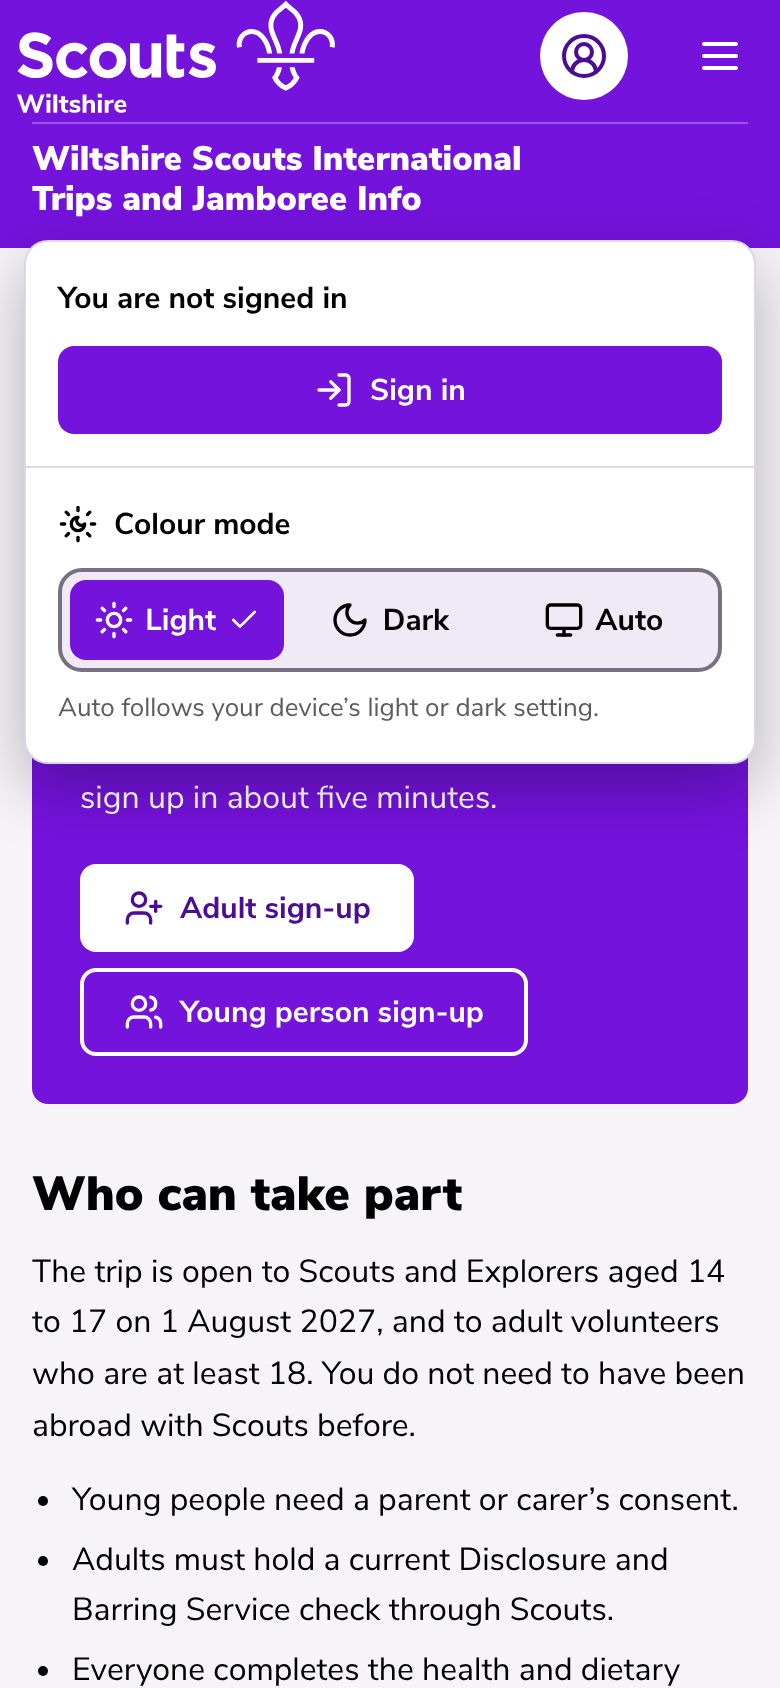 Scouts
Wiltshire
Wiltshire Scouts International
Trips and Jamboree Info
You are not signed in
Sign in
Colour mode
Light
Dark
Auto
Auto follows your device’s light or dark setting.
sign up in about five minutes.
Adult sign-up
Young person sign-up
Who can take part
The trip is open to Scouts and Explorers aged 14
to 17 on 1 August 2027, and to adult volunteers
who are at least 18. You do not need to have been
abroad with Scouts before.
• Young people need a parent or carer’s consent.
• Adults must hold a current Disclosure and
Barring Service check through Scouts.
• Everyone completes the health and dietary